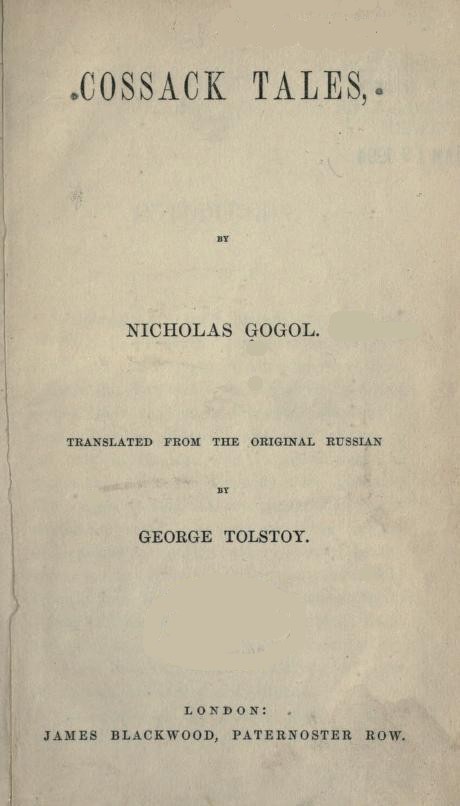 COSSACK TALES,
BY
NICHOLAS GOGOL.
TRANSLATED FROM THE ORIGINAL RUSSIAN
BY
GEORGE TOLSTOY.
LONDON:
JAMES BLACKWOOD, PATERNOSTER ROW.